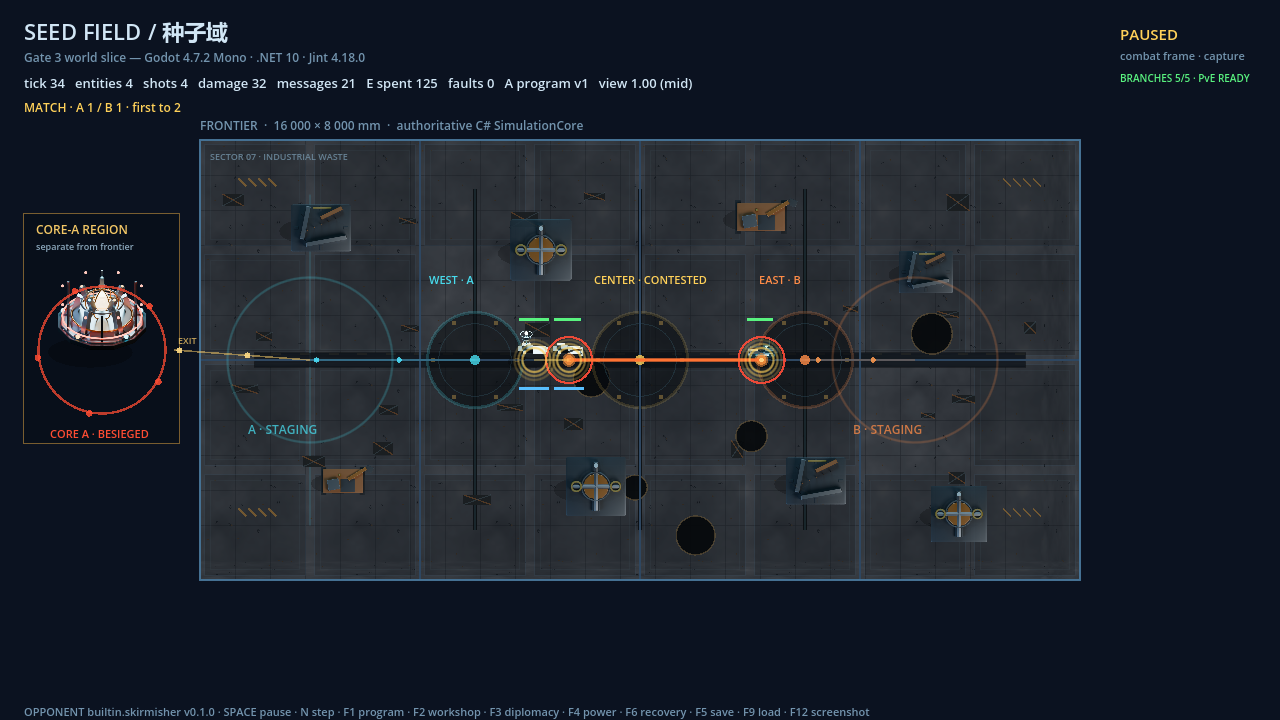 SEED FIELD / 种子域
Gate 3 world slice — Godot 4.7.2 Mono · .NET 10 · Jint 4.18.0
tick 34 entities 4 shots 4 damage 32 messages 21 E spent 125 faults 0 A program v1 view 1.00 (mid)
MATCH · A 1 / B 1 · first to 2
PAUSED
combat frame · capture
BRANCHES 5/5 · PvE READY
FRONTIER · 16 000 × 8 000 mm · authoritative C# SimulationCore
SECTOR 07 · INDUSTRIAL WASTE
CORE-A REGION
separate from frontier
EXIT
CORE A · BESIEGED
WEST · A
CENTER · CONTESTED
EAST · B
A · STAGING
B · STAGING
OPPONENT builtin.skirmisher v0.1.0 · SPACE pause · N step · F1 program · F2 workshop · F3 diplomacy · F4 power · F6 recovery · F5 save · F9 load · F12 screenshot